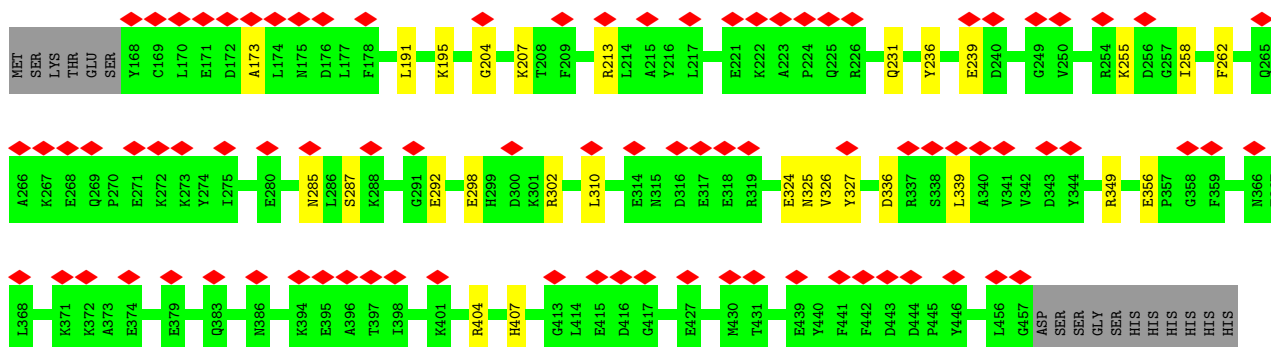 MET SER LYS THR GLU SER Y168 C169 L170 E171 D172 A173 L174 N175 D176 L177 F178 L191 K195 G204 K207 T208 F209 R213 L214 A215 Y216 L217 E221 K222 A223 P224 Q225 R226 Q231 Y236 E239 D240 G249 V250 R254 K255 D256 G257 I258 F262 Q265
A266 K267 E268 Q269 P270 E271 K272 K273 Y274 I275 E280 N285 L286 S287 K288 G291 E292 E298 H299 D300 K301 R302 L310 E314 N315 D316 E317 E318 R319 E324 N325 V326 Y327 D336 R337 S338 L339 A340 V341 V342 D343 Y344 R349 E356 P357 G358 F359 N366
L368 K371 K372 A373 E374 E379 Q383 N386 K394 E395 A396 T397 I398 K401 R404 H407 G413 L414 E415 D416 G417 E427 M430 T431 E439 Y440 F441 F442 D443 D444 P445 Y446 L456 G457 ASP SER SER GLY SER HIS HIS HIS HIS HIS HIS